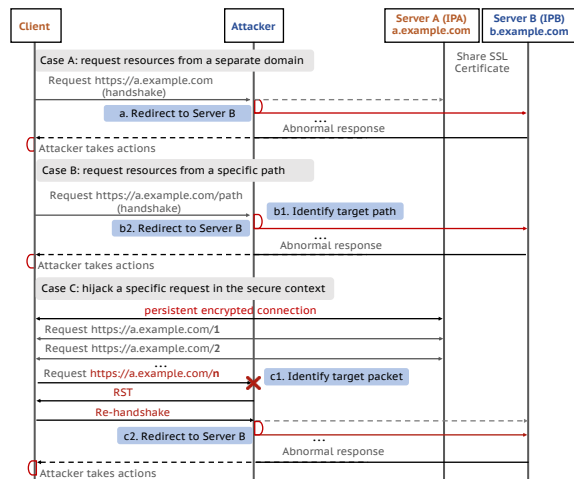 Client
Attacker
Server A (IPA)
a.example.com
Server B (IPB)
b.example.com
Case A: request resources from a separate domain
Share SSL
Certificate
Request https://a.example.com
(handshake)
a. Redirect to Server B
...
Abnormal response
Attacker takes actions
Case B: request resources from a specific path
Request https://a.example.com/path
(handshake)
b1. Identify target path
b2. Redirect to Server B
...
Abnormal response
Attacker takes actions
Case C: hijack a specific request in the secure context
persistent encrypted connection
Request https://a.example.com/1
Request https://a.example.com/2
...
Request https://a.example.com/n
c1. Identify target packet
RST
Re-handshake
c2. Redirect to Server B
...
Abnormal response
Attacker takes actions